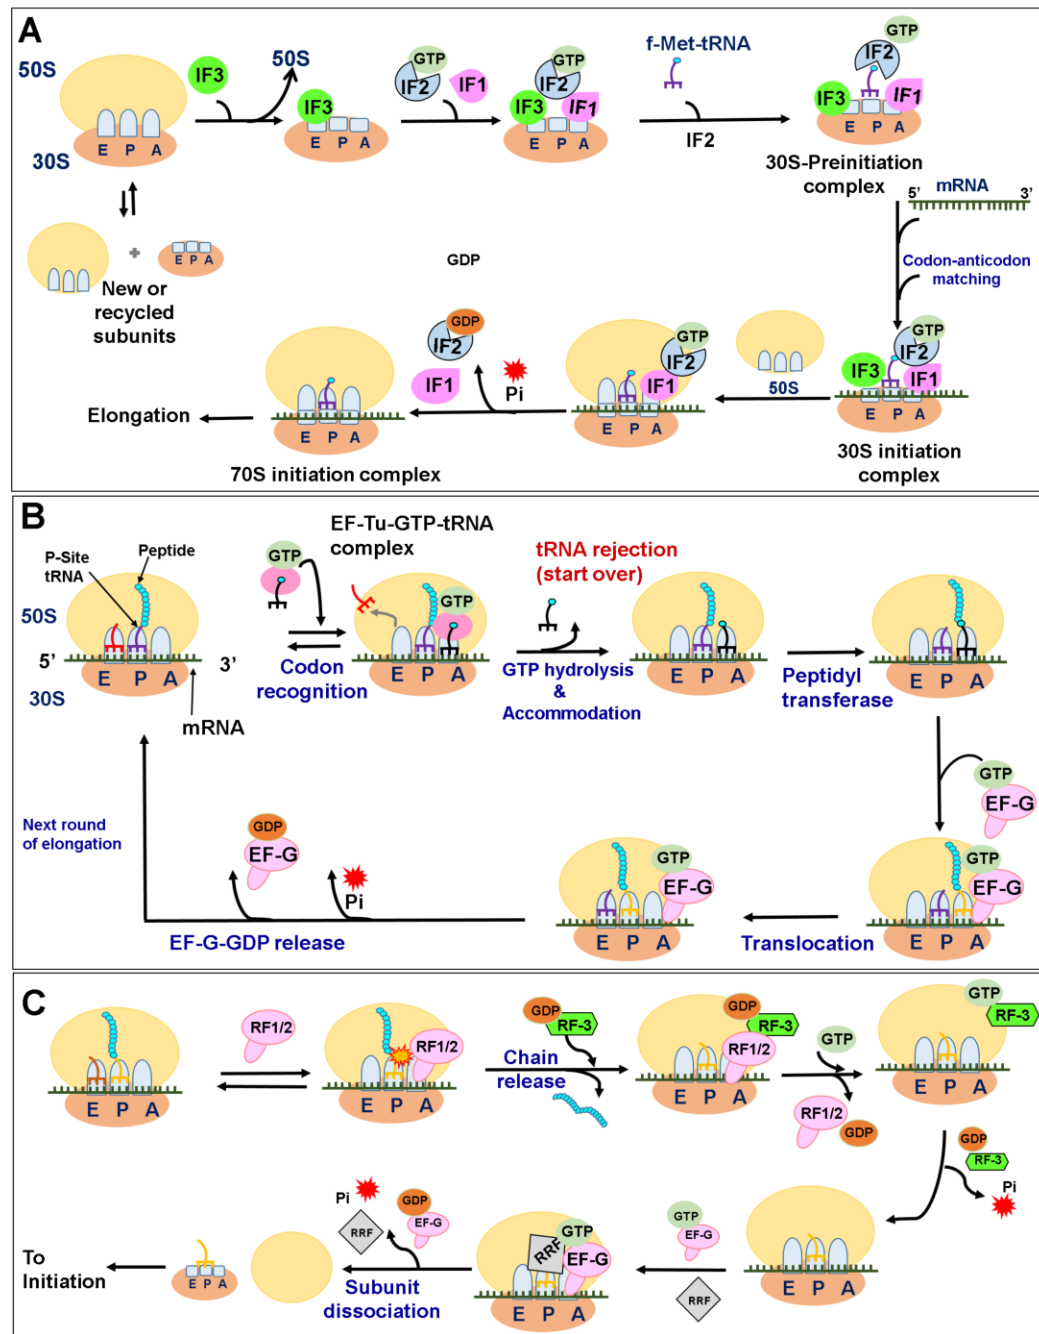 A
50S
30S
E P A
IF3
50S
IF3
E P A
GTP
IF2
IF1
GTP
IF2
IF3
IF1
E P A
f-Met-tRNA
IF2
GTP
IF2
IF3
IF1
E P A
30S-Preinitiation
complex
5’ mRNA 3’
Codon-anticodon
matching
E P A
New or
recycled
subunits
GDP
GTP
IF2
IF3
IF1
E P A
30S initiation
complex
50S
GTP
IF2
IF1
E P A
Pi
GDP
IF2
IF1
E P A
70S initiation complex
Elongation
B
P-Site
tRNA
Peptide
50S
5’
3’
30S
E P A
mRNA
GTP
EF-Tu-GTP-tRNA
complex
Codon
recognition
GTP
E P A
tRNA rejection
(start over)
GTP hydrolysis
&
Accommodation
E P A
Peptidyl
transferase
E P A
GTP
EF-G
GTP
EF-G
E P A
Translocation
GTP
EF-G
E P A
Pi
GDP
EF-G
EF-G-GDP release
Next round
of elongation
C
E P A
RF1/2
RF1/2
E P A
GDP
RF-3
Chain
release
GDP
RF-3
RF1/2
E P A
GTP
RF1/2
GDP
GTP
RF-3
E P A
GDP
RF-3
Pi
E P A
GTP
EF-G
RRF
RRF
GTP
EF-G
E P A
Pi
GDP
EF-G
RRF
Subunit
dissociation
E P A
To
Initiation